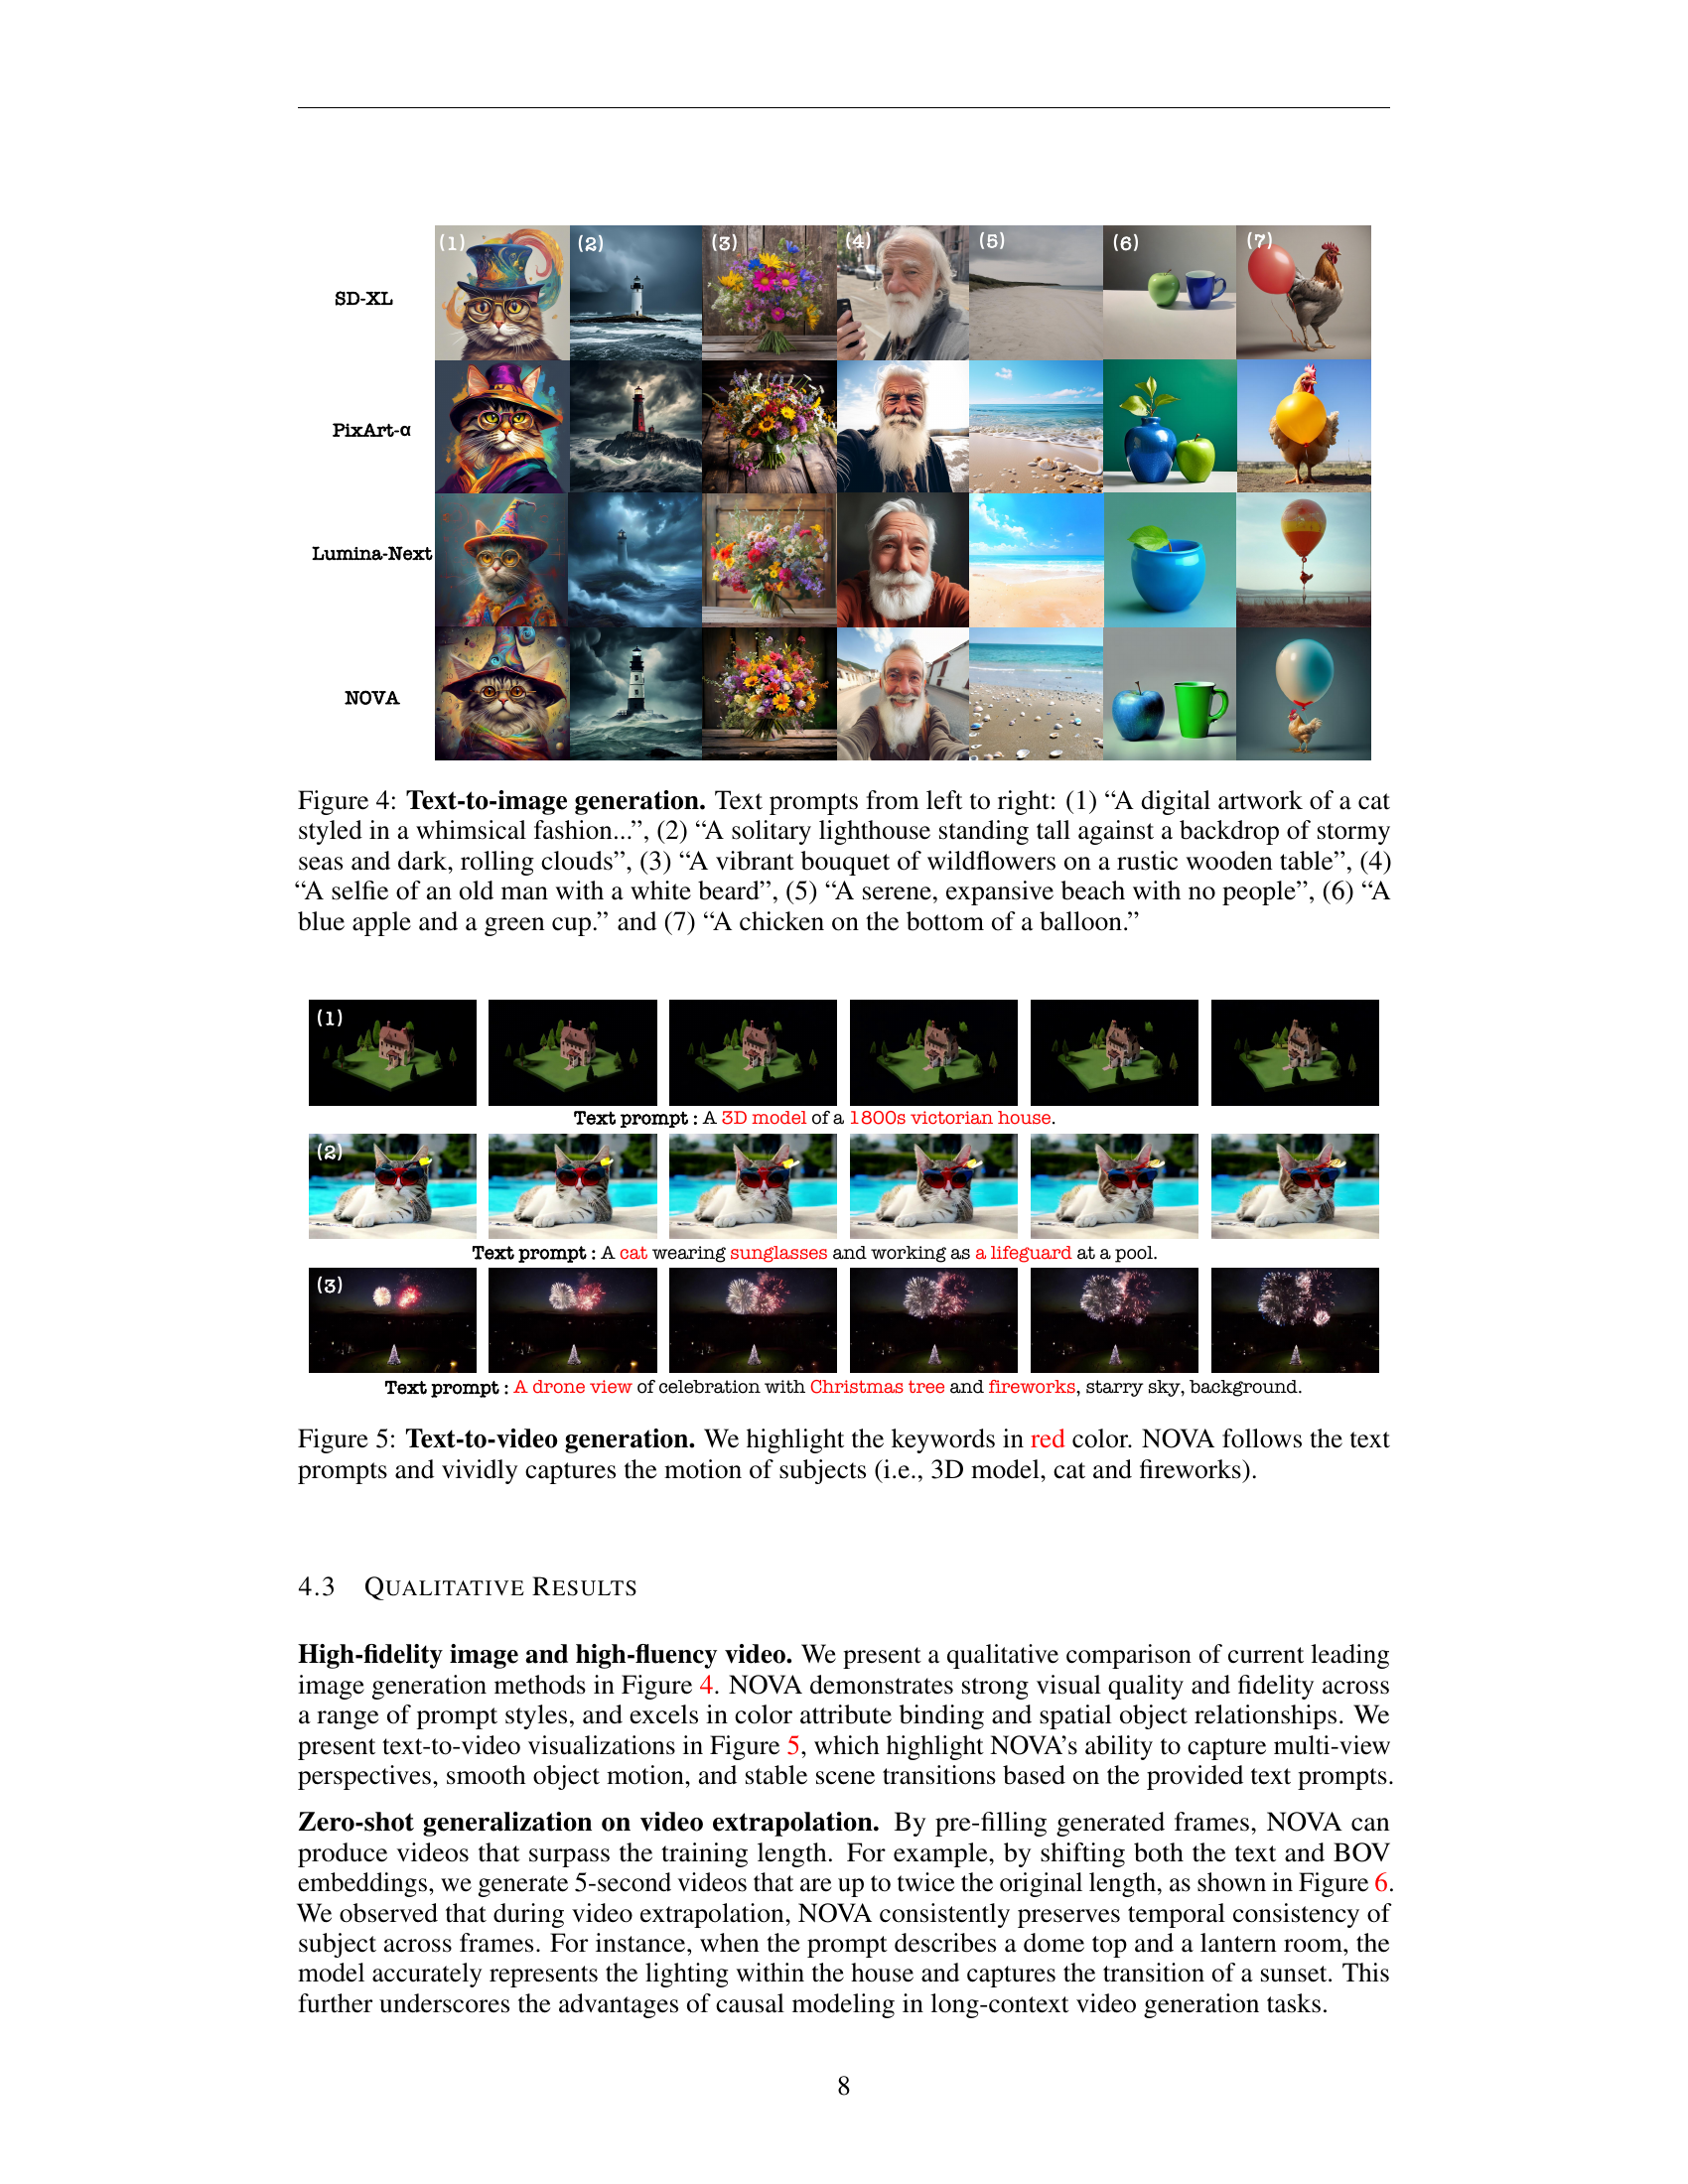 (1) (2) (3) (4) (5) (6) (7)
SD-XL
PixArt-α
Lumina-Next
NOVA
Figure 4: Text-to-image generation. Text prompts from left to right: (1) “A digital artwork of a cat
styled in a whimsical fashion...”, (2) “A solitary lighthouse standing tall against a backdrop of stormy
seas and dark, rolling clouds”, (3) “A vibrant bouquet of wildflowers on a rustic wooden table”, (4)
“A selfie of an old man with a white beard”, (5) “A serene, expansive beach with no people”, (6) “A
blue apple and a green cup.” and (7) “A chicken on the bottom of a balloon.”
(1)
Text prompt : A 3D model of a 1800s victorian house.
(2)
Text prompt : A cat wearing sunglasses and working as a lifeguard at a pool.
(3)
Text prompt : A drone view of celebration with Christmas tree and fireworks, starry sky, background.
Figure 5: Text-to-video generation. We highlight the keywords in red color. NOVA follows the text
prompts and vividly captures the motion of subjects (i.e., 3D model, cat and fireworks).
4.3 QUALITATIVE RESULTS
High-fidelity image and high-fluency video. We present a qualitative comparison of current leading
image generation methods in Figure 4. NOVA demonstrates strong visual quality and fidelity across
a range of prompt styles, and excels in color attribute binding and spatial object relationships. We
present text-to-video visualizations in Figure 5, which highlight NOVA’s ability to capture multi-view
perspectives, smooth object motion, and stable scene transitions based on the provided text prompts.
Zero-shot generalization on video extrapolation. By pre-filling generated frames, NOVA can
produce videos that surpass the training length. For example, by shifting both the text and BOV
embeddings, we generate 5-second videos that are up to twice the original length, as shown in Figure 6.
We observed that during video extrapolation, NOVA consistently preserves temporal consistency of
subject across frames. For instance, when the prompt describes a dome top and a lantern room, the
model accurately represents the lighting within the house and captures the transition of a sunset. This
further underscores the advantages of causal modeling in long-context video generation tasks.
8